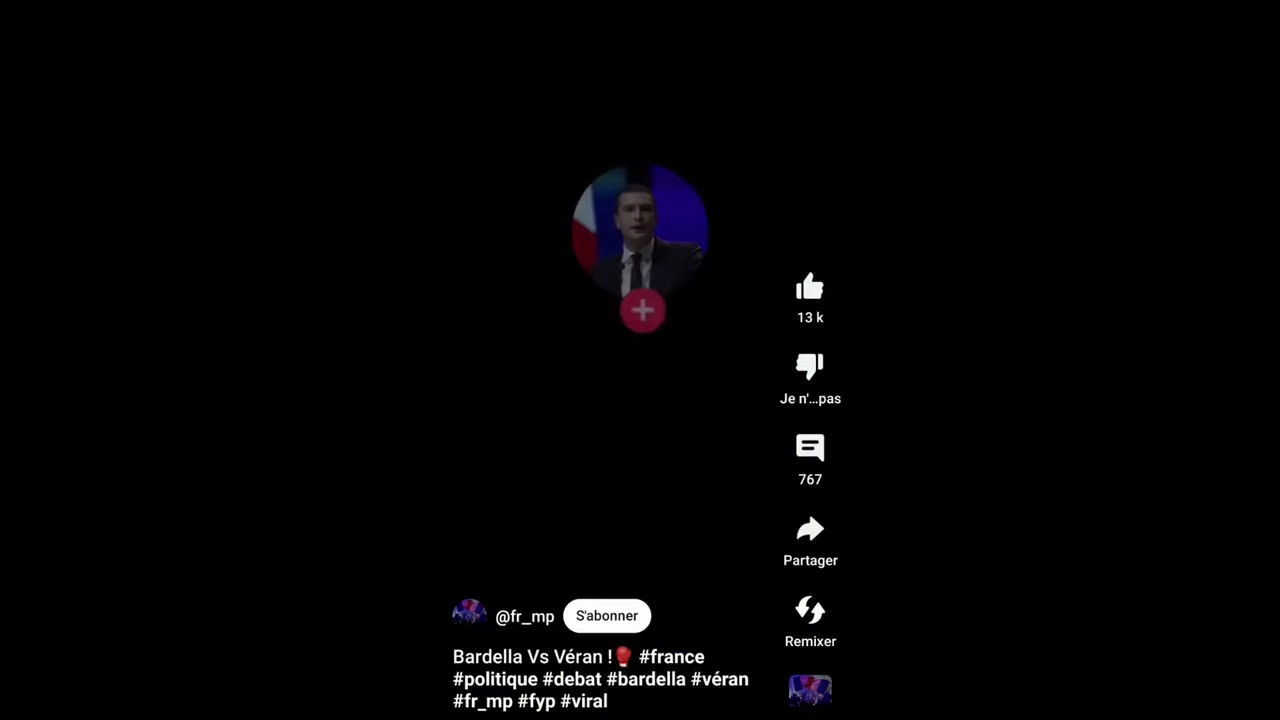 13 k
Je n'...pas
767
Partager
Remixer
@fr_mp S'abonner
Bardella Vs Véran !🥊 #france
#politique #debat #bardella #véran
#fr_mp #fyp #viral